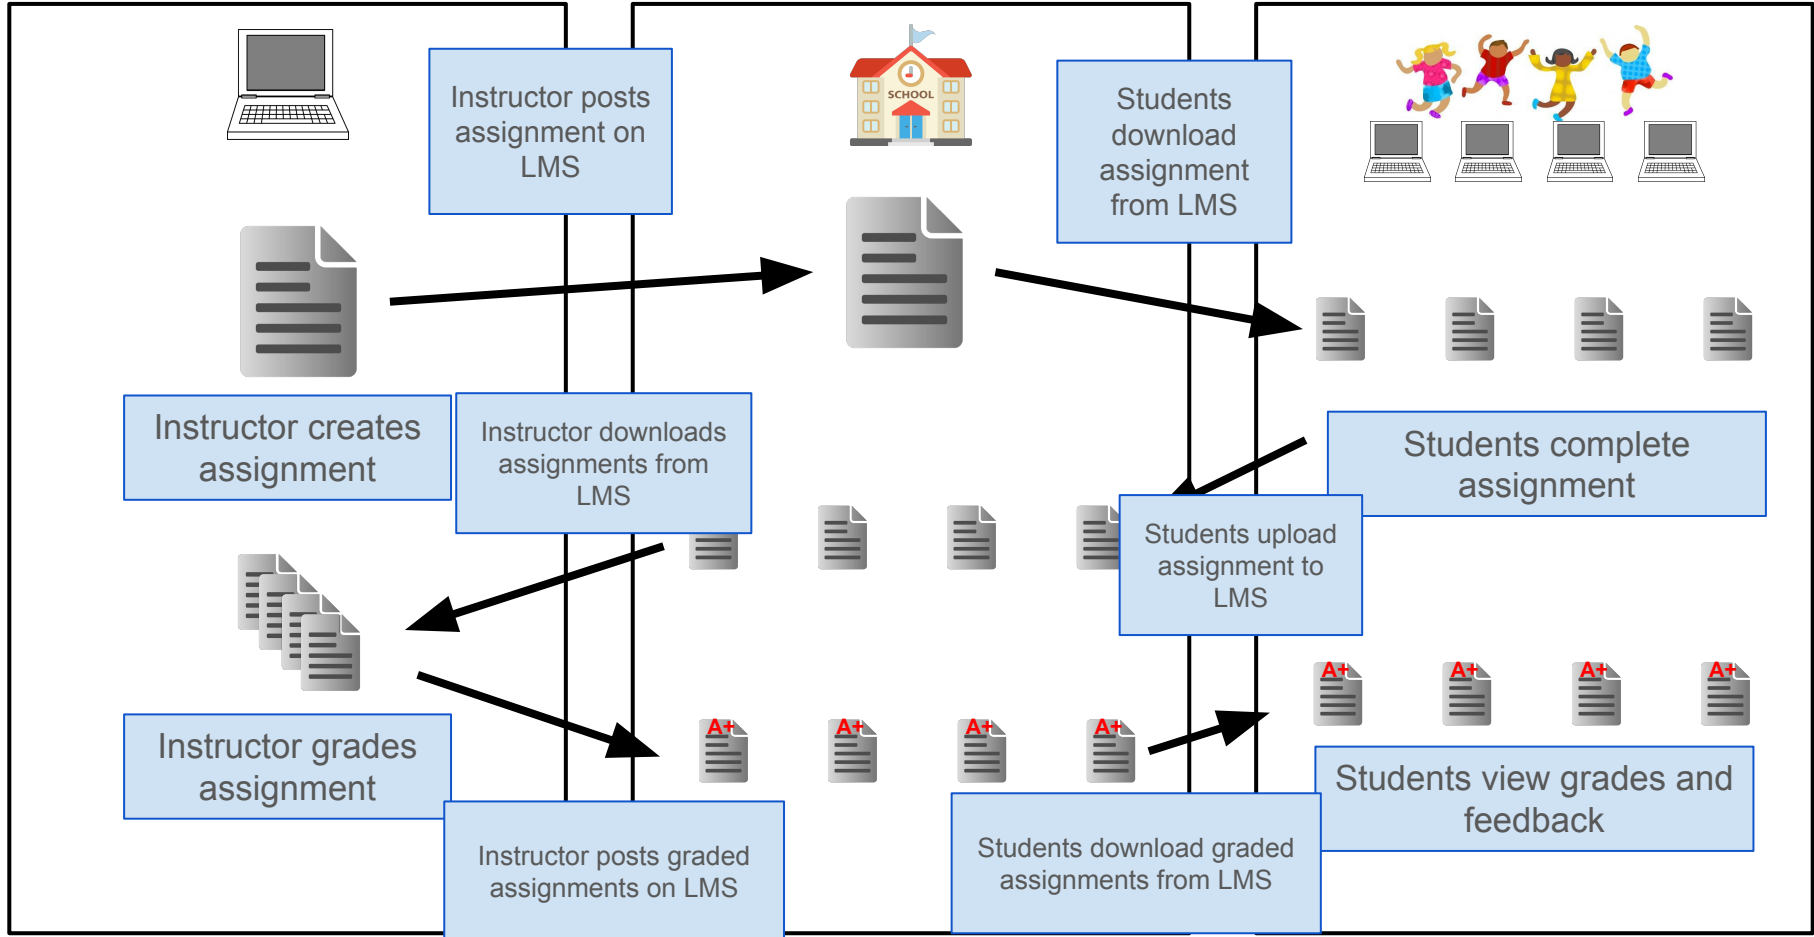 Instructor posts
assignment on
LMS
SCHOOL
Students
download
assignment
from LMS
Instructor creates
assignment
Instructor downloads
assignments from
LMS
Students complete
assignment
Students upload
assignment to
LMS
Instructor grades
assignment
A+
A+
A+
A+
A+
A+
A+
A+
Students view grades and
feedback
Instructor posts graded
assignments on LMS
Students download graded
assignments from LMS